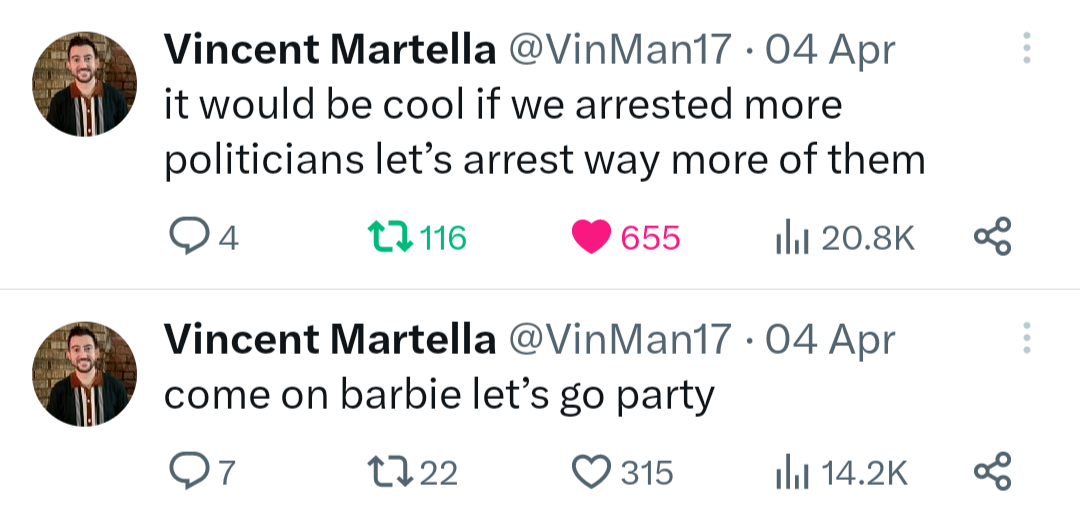 Vincent Martella @VinMan17 · 04 Apr
it would be cool if we arrested more
politicians let’s arrest way more of them
4 116 655 20.8K
Vincent Martella @VinMan17 · 04 Apr
come on barbie let’s go party
7 22 315 14.2K